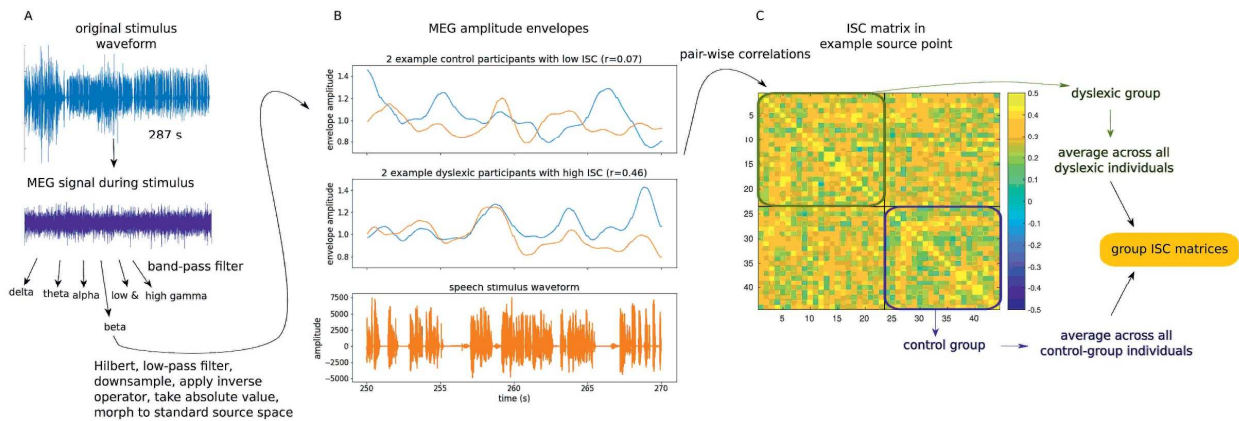 A
original stimulus
waveform
287 s
MEG signal during stimulus
band-pass filter
delta
theta
alpha
low &
high gamma
beta
Hilbert, low-pass filter,
downsample, apply inverse
operator, take absolute value,
morph to standard source space
B
MEG amplitude envelopes
2 example control participants with low ISC (r=0.07)
envelope amplitude
1.4
1.2
1.0
0.8
2 example dyslexic participants with high ISC (r=0.46)
envelope amplitude
1.4
1.2
1.0
0.8
speech stimulus waveform
amplitude
7500
5000
2500
0
−2500
−5000
250
255
260
265
270
time (s)
pair-wise correlations
C
ISC matrix in
example source point
5
10
15
20
25
30
35
40
5
10
15
20
25
30
35
40
0.5
0.4
0.3
0.2
0.1
0
-0.1
-0.2
-0.3
-0.4
-0.5
dyslexic group
average across all
dyslexic individuals
group ISC matrices
control group
average across all
control-group individuals